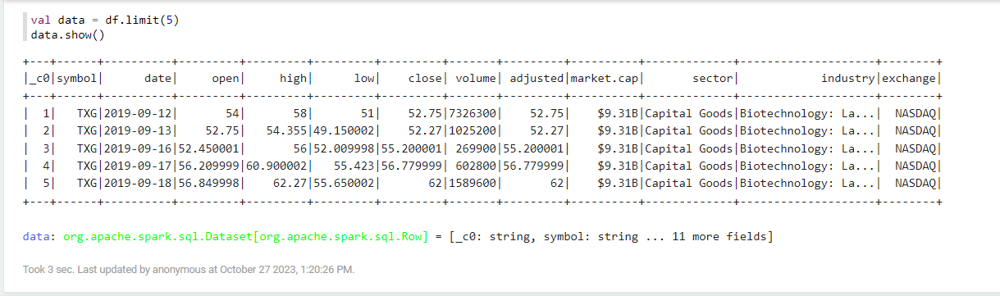 val data = df.limit(5)
data.show()
+---+------+----------+---------+---------+---------+---------+-------+---------+----------+-------------+--------------------+--------+
|_c0|symbol|      date|     open|     high|      low|    close| volume| adjusted|market.cap|       sector|            industry|exchange|
+---+------+----------+---------+---------+---------+---------+-------+---------+----------+-------------+--------------------+--------+
|  1|   TXG|2019-09-12|       54|       58|       51|    52.75|7326300|    52.75|    $9.31B|Capital Goods|Biotechnology: La...|  NASDAQ|
|  2|   TXG|2019-09-13|    52.75|   54.355|49.150002|    52.27|1025200|    52.27|    $9.31B|Capital Goods|Biotechnology: La...|  NASDAQ|
|  3|   TXG|2019-09-16|52.450001|       56|52.009998|55.200001| 269900|55.200001|    $9.31B|Capital Goods|Biotechnology: La...|  NASDAQ|
|  4|   TXG|2019-09-17|56.209999|60.900002|   55.423|56.779999| 602800|56.779999|    $9.31B|Capital Goods|Biotechnology: La...|  NASDAQ|
|  5|   TXG|2019-09-18|56.849998|    62.27|55.650002|       62|1589600|       62|    $9.31B|Capital Goods|Biotechnology: La...|  NASDAQ|
+---+------+----------+---------+---------+---------+---------+-------+---------+----------+-------------+--------------------+--------+
data: org.apache.spark.sql.Dataset[org.apache.spark.sql.Row] = [_c0: string, symbol: string ... 11 more fields]
Took 3 sec. Last updated by anonymous at October 27 2023, 1:20:26 PM.